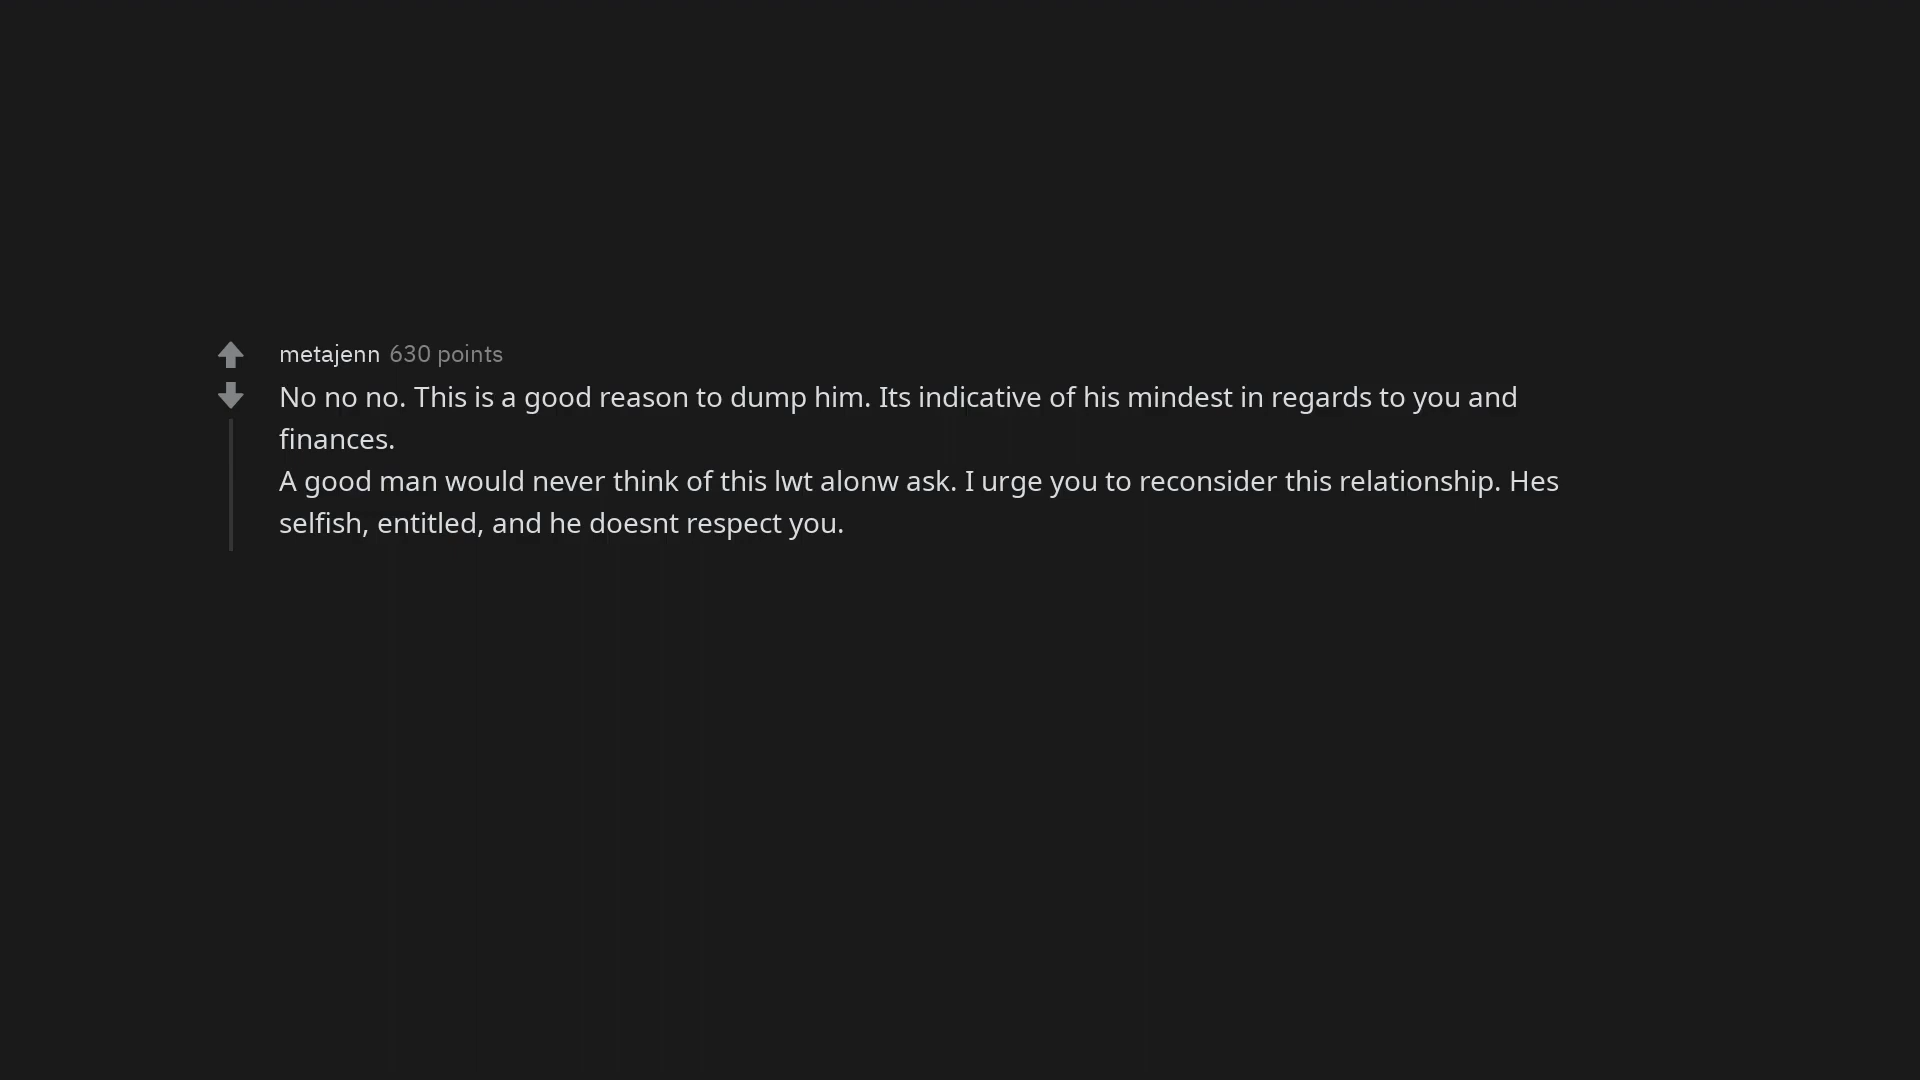 metajenn 630 points
No no no. This is a good reason to dump him. Its indicative of his mindest in regards to you and
finances.
A good man would never think of this lwt alonw ask. I urge you to reconsider this relationship. Hes
selfish, entitled, and he doesnt respect you.